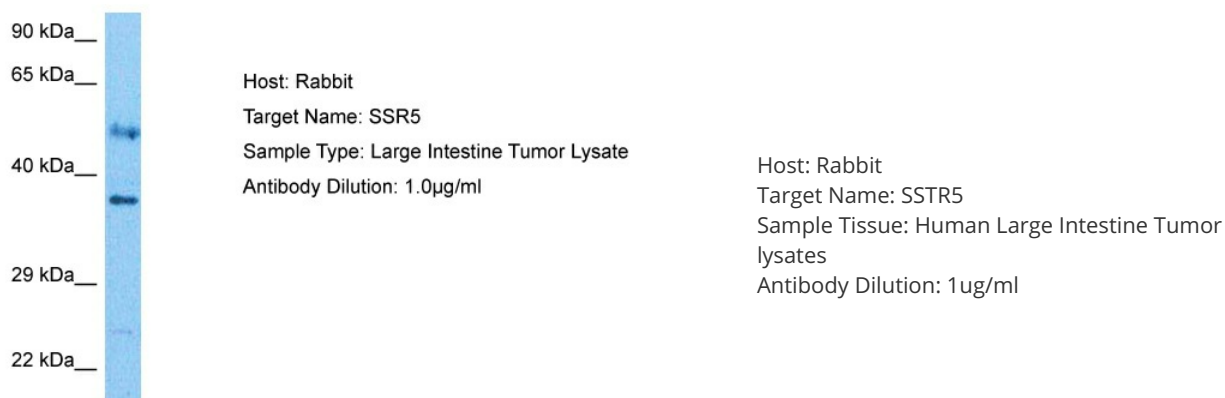 90 kDa__
65 kDa__
40 kDa__
29 kDa__
22 kDa__
Host: Rabbit
Target Name: SSR5
Sample Type: Large Intestine Tumor Lysate
Antibody Dilution: 1.0µg/ml
Host: Rabbit
Target Name: SSTR5
Sample Tissue: Human Large Intestine Tumor
lysates
Antibody Dilution: 1ug/ml